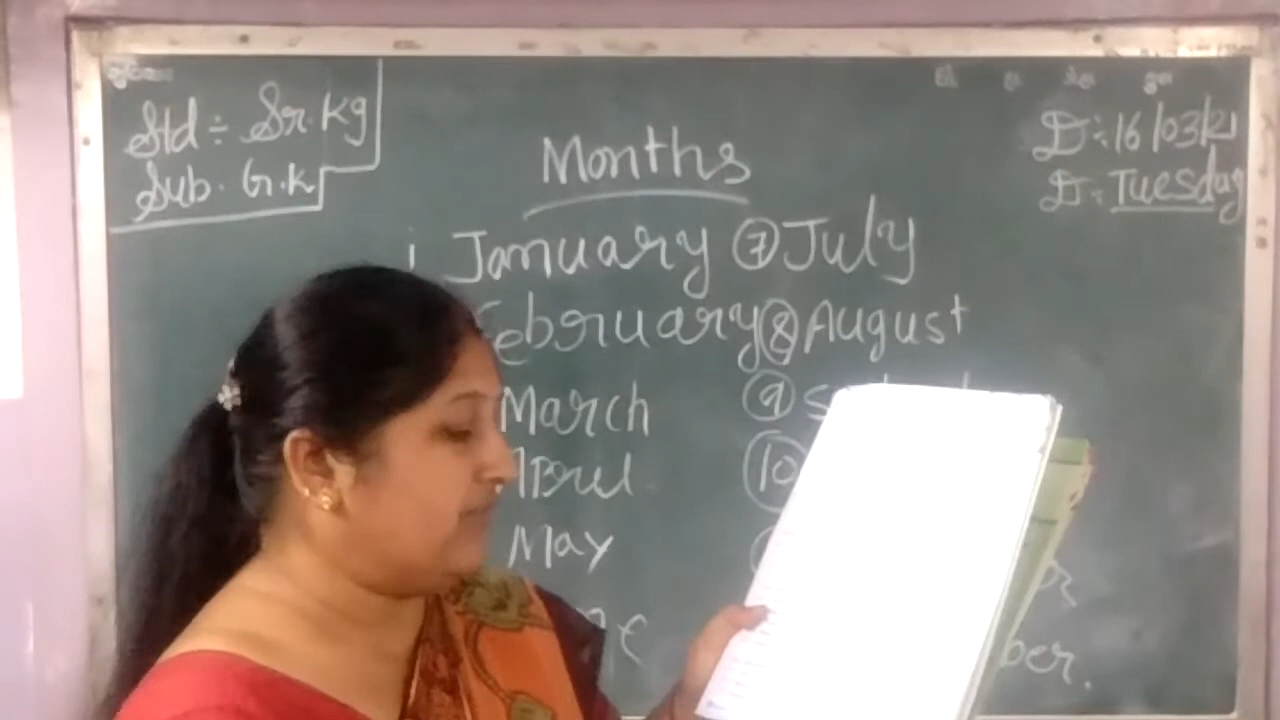 Std ÷ Sr. Kg
Sub. G.K
D:- 16/03/21
D:- Tuesday
Months
1 January ⑦ July
February ⑧ August
March ⑨
April ⑩
May